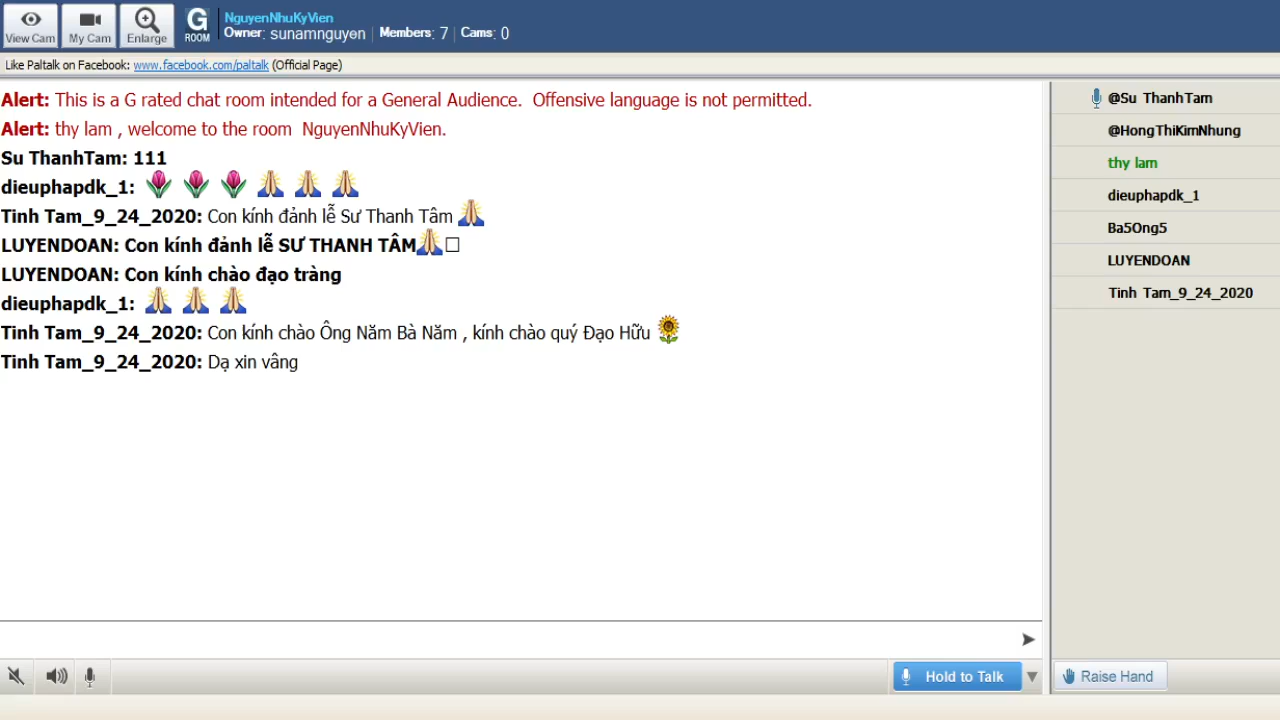 View Cam
My Cam
Enlarge
G
ROOM
NguyenNhuKyVien
Owner: sunamnguyen | Members: 7 | Cams: 0
Like Paltalk on Facebook: www.facebook.com/paltalk (Official Page)
Alert: This is a G rated chat room intended for a General Audience. Offensive language is not permitted.
Alert: thy lam , welcome to the room NguyenNhuKyVien.
Su ThanhTam: 111
dieuphapdk_1:
Tinh Tam_9_24_2020: Con kính đảnh lễ Sư Thanh Tâm
LUYENDOAN: Con kính đảnh lễ SƯ THANH TÂM
LUYENDOAN: Con kính chào đạo tràng
dieuphapdk_1:
Tinh Tam_9_24_2020: Con kính chào Ông Năm Bà Năm , kính chào quý Đạo Hữu
Tinh Tam_9_24_2020: Dạ xin vâng
@Su ThanhTam
@HongThiKimNhung
thy lam
dieuphapdk_1
Ba5Ong5
LUYENDOAN
Tinh Tam_9_24_2020
Hold to Talk
Raise Hand